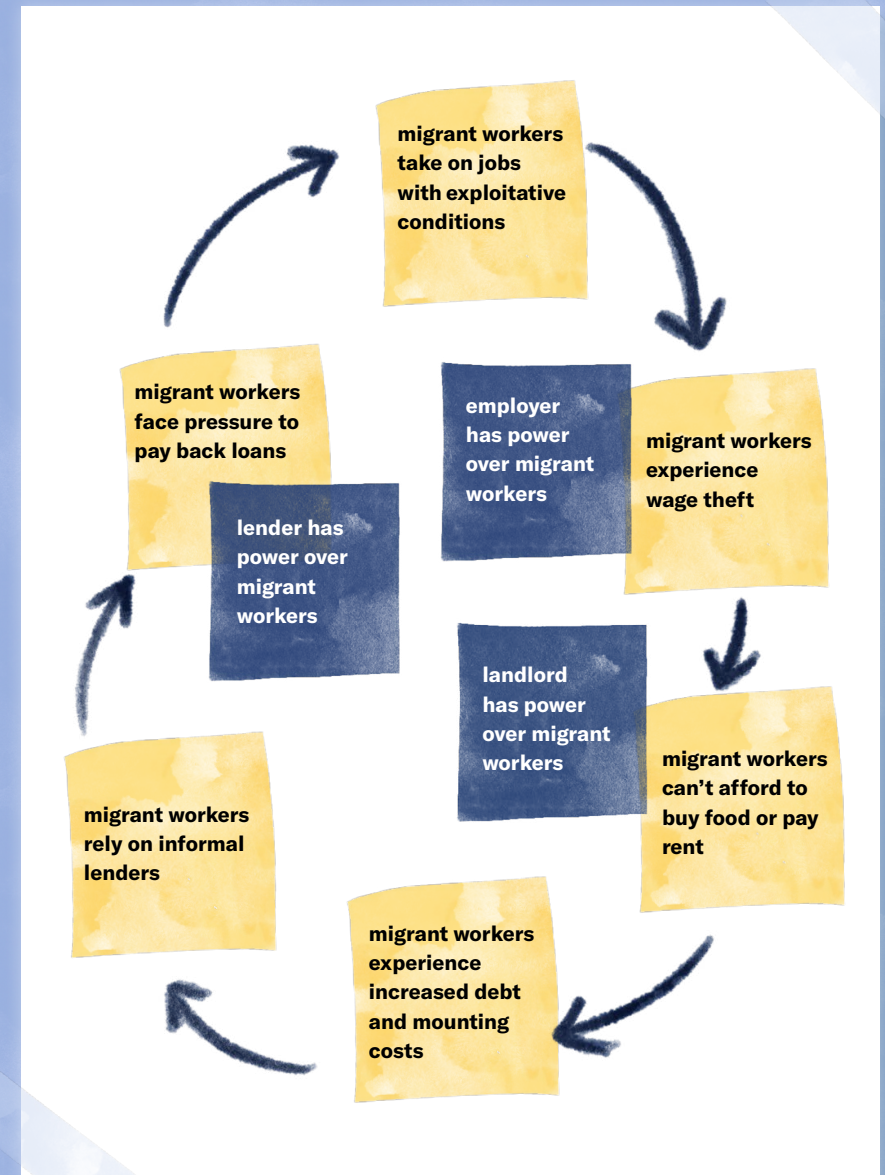 migrant workers
take on jobs
with exploitative
conditions
employer
has power
over migrant
workers
migrant workers
experience
wage theft
landlord
has power
over migrant
workers
migrant workers
can’t afford to
buy food or pay
rent
migrant workers
experience
increased debt
and mounting
costs
migrant workers
rely on informal
lenders
migrant workers
face pressure to
pay back loans
lender has
power over
migrant
workers